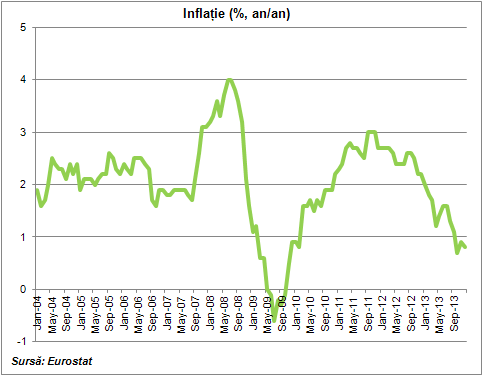 Inflație (%, an/an)
5
4
3
2
1
0
-1
Jan-04
May-04
Sep-04
Jan-05
May-05
Sep-05
Jan-06
May-06
Sep-06
Jan-07
May-07
Sep-07
Jan-08
May-08
Sep-08
Jan-09
May-09
Sep-09
Jan-10
May-10
Sep-10
Jan-11
May-11
Sep-11
Jan-12
May-12
Sep-12
Jan-13
May-13
Sep-13
Sursă: Eurostat